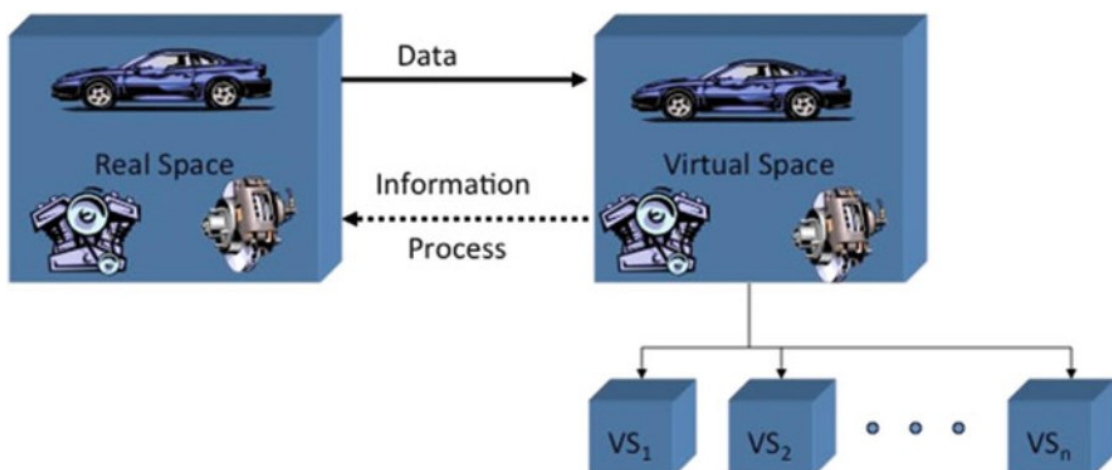 Data
Real Space
Virtual Space
Information
Process
VS₁
VS₂
VSₙ